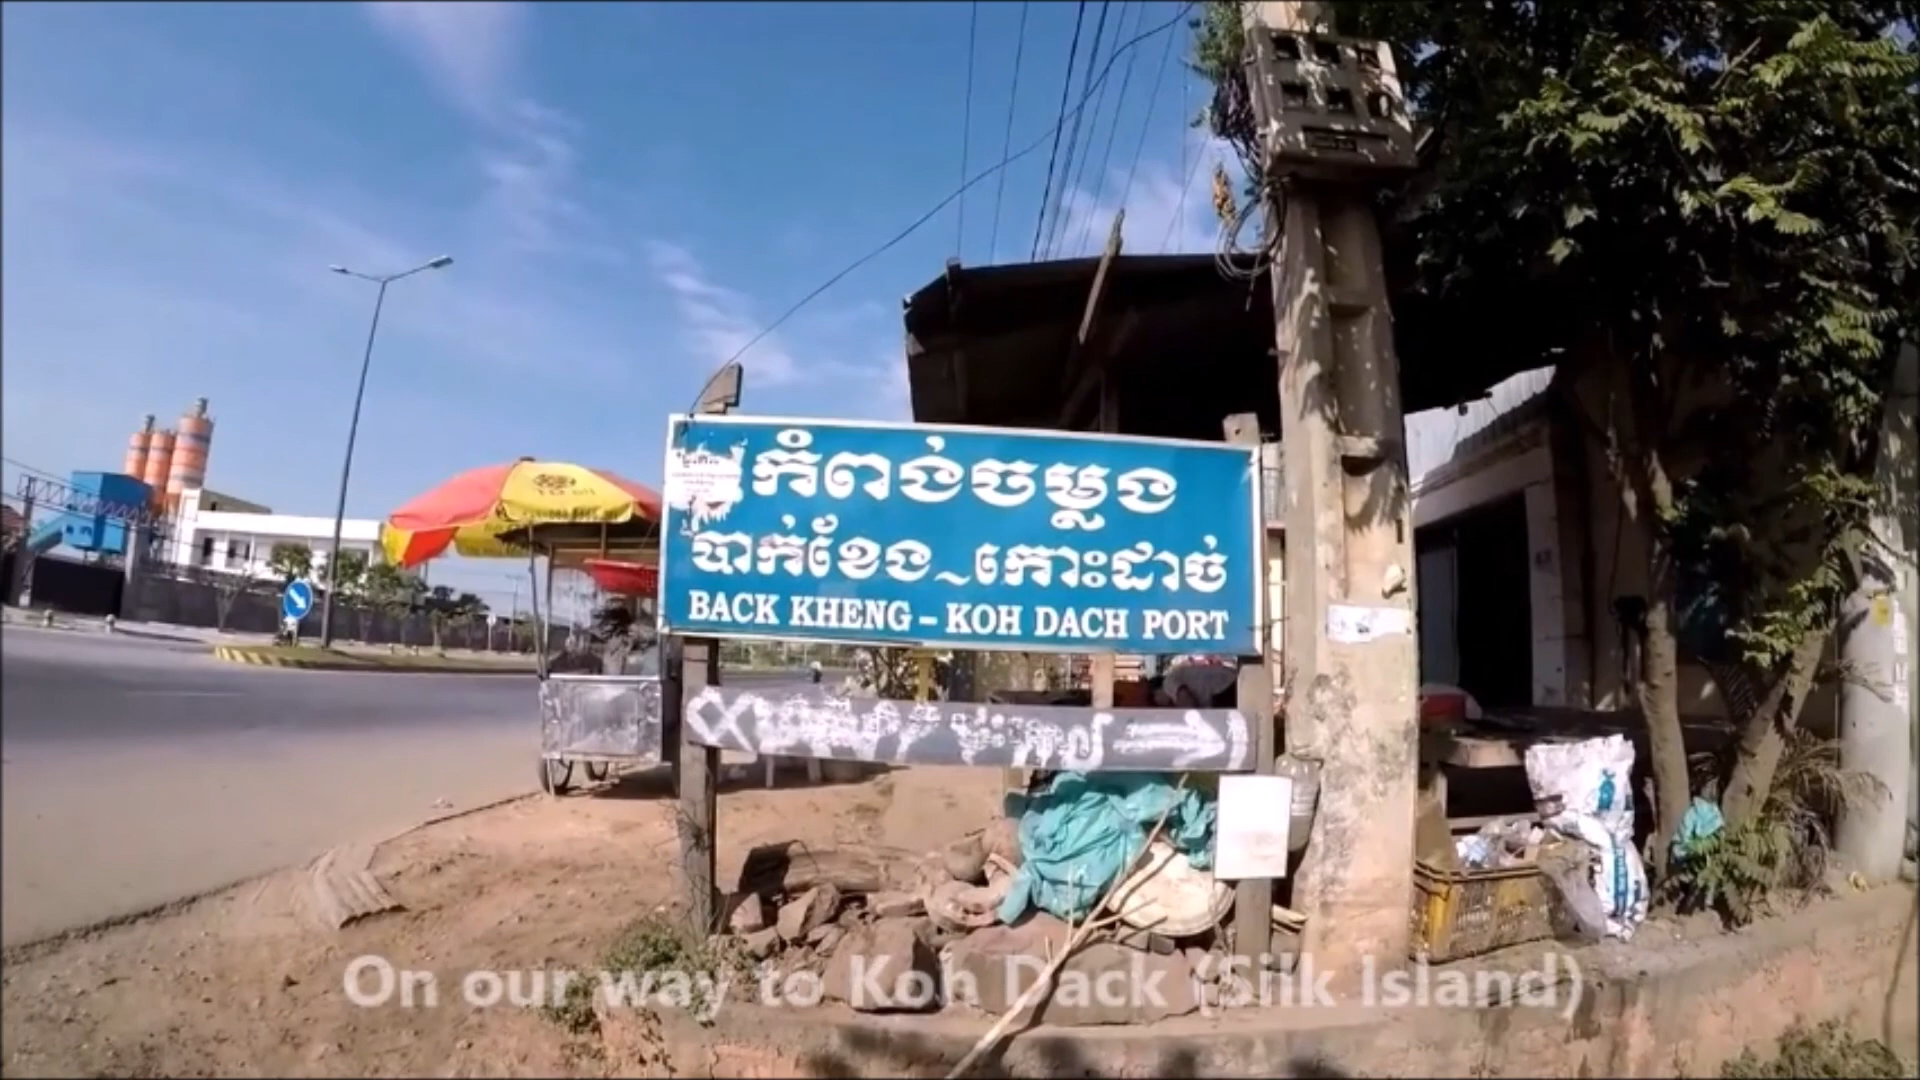 កំពង់ចម្លង
បាក់ខែង~កោះដាច់
BACK KHENG – KOH DACH PORT
On our way to Koh Dack (Silk Island)